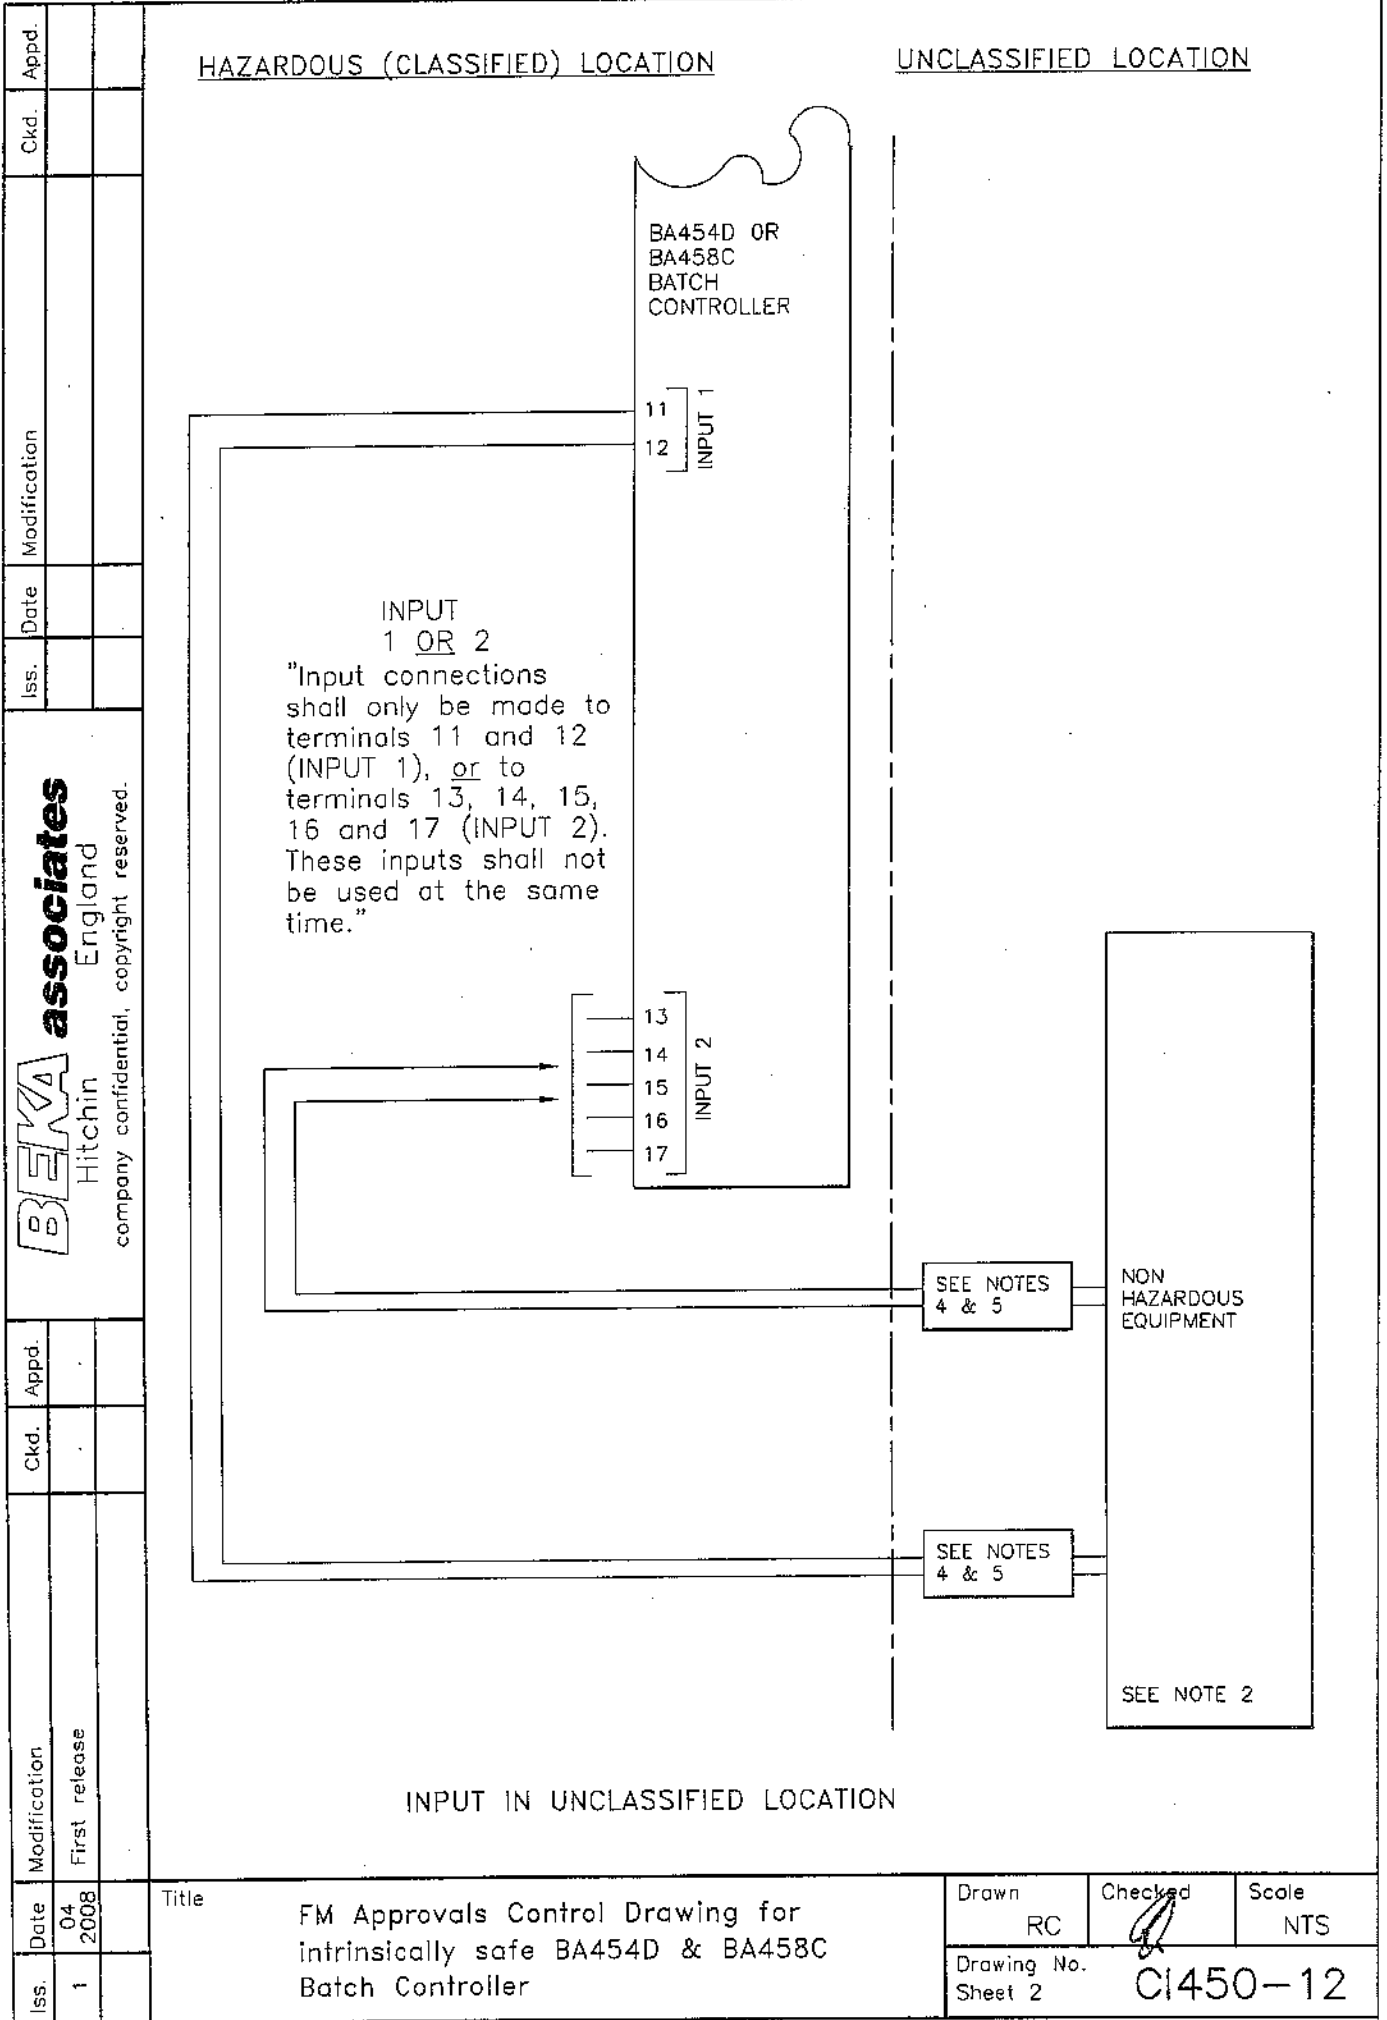 HAZARDOUS (CLASSIFIED) LOCATION
UNCLASSIFIED LOCATION
BA454D OR
BA458C
BATCH
CONTROLLER
11
12
INPUT 1
INPUT
1 OR 2
"Input connections
shall only be made to
terminals 11 and 12
(INPUT 1), or to
terminals 13, 14, 15,
16 and 17 (INPUT 2).
These inputs shall not
be used at the same
time."
13
14
15
16
17
INPUT 2
SEE NOTES
4 & 5
NON
HAZARDOUS
EQUIPMENT
SEE NOTES
4 & 5
SEE NOTE 2
INPUT IN UNCLASSIFIED LOCATION
Iss. Date Modification Ckd. Appd.
BEKA associates
Hitchin England
company confidential, copyright reserved.
Iss. Date Modification Ckd. Appd.
1 04 2008 First release
Title
FM Approvals Control Drawing for
intrinsically safe BA454D & BA458C
Batch Controller
Drawn
RC
Checked
Scale
NTS
Drawing No.
Sheet 2
CI450-12